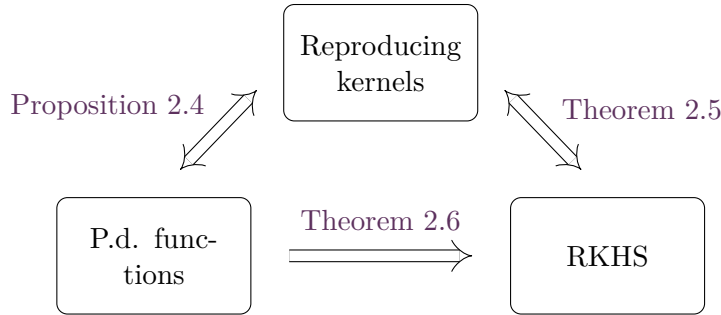 Reproducing
kernels
Proposition 2.4
Theorem 2.5
Theorem 2.6
P.d. func-
tions
RKHS